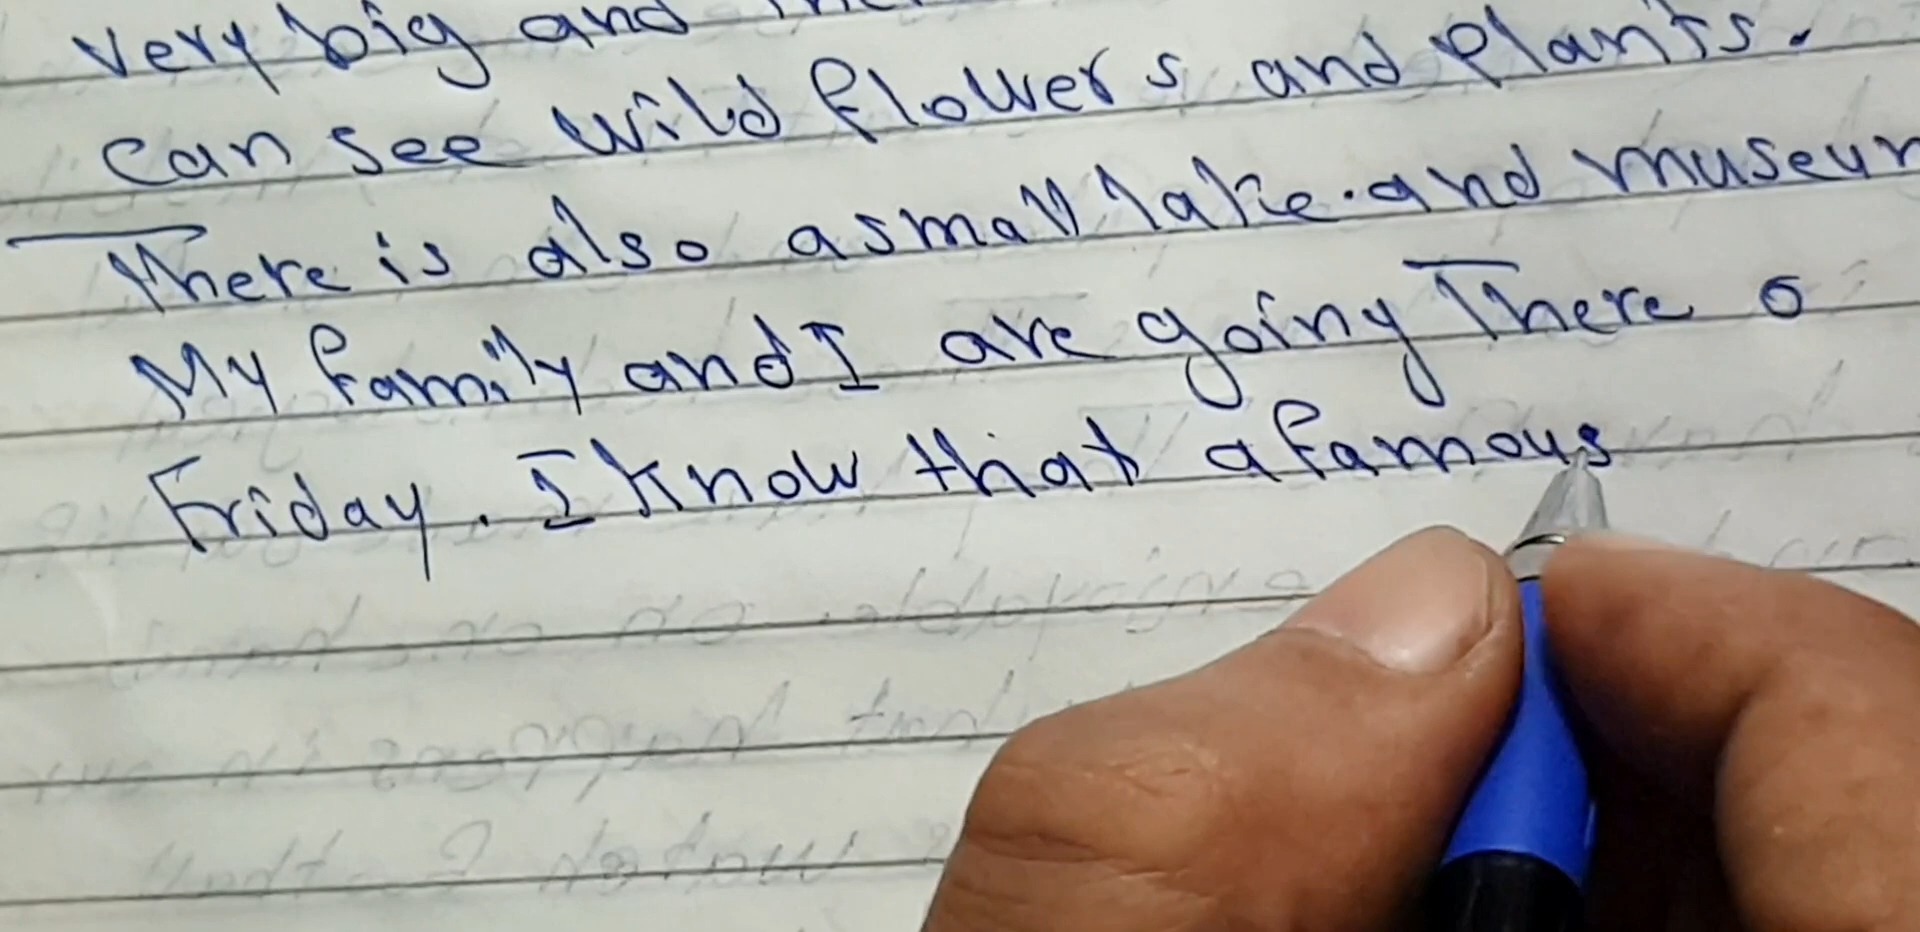 very big and
can see wild flowers and plants.
There is also a small lake. and museum
My family and I are going There o
Friday. I know that a famous